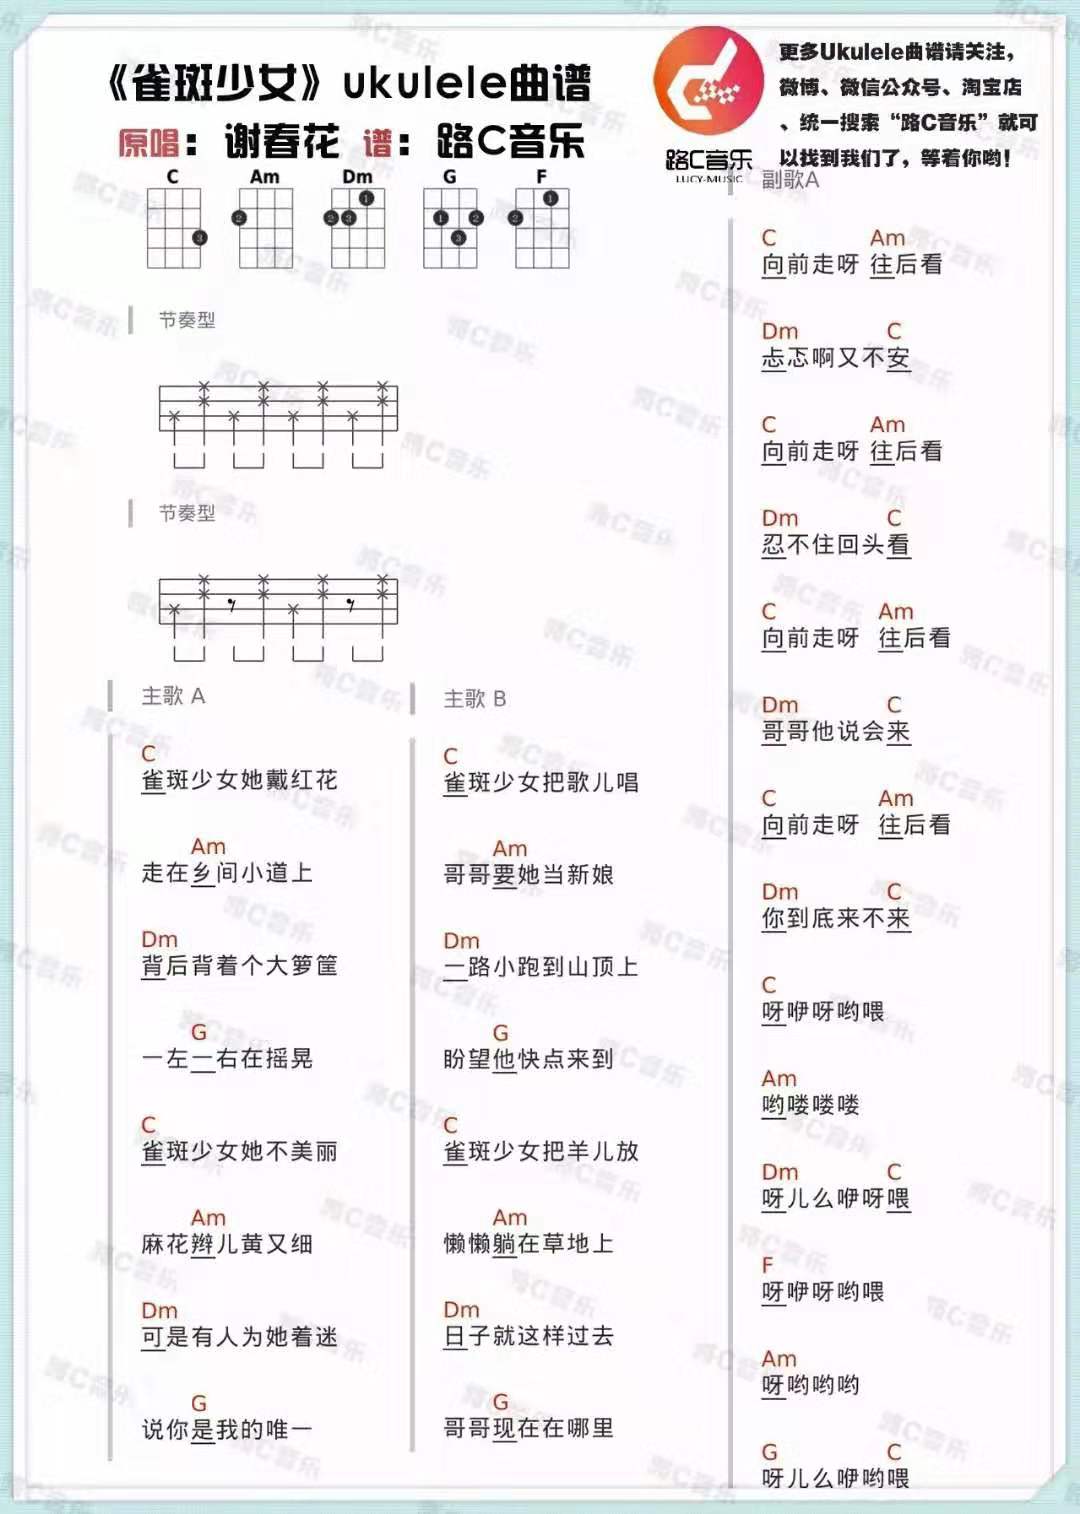 《雀斑少女》ukulele曲谱
原唱：谢春花 谱：路C音乐
路C音乐
LUCY-MUSIC
更多Ukulele曲谱请关注，
微博、微信公众号、淘宝店
、统一搜索“路C音乐”就可
以找到我们了，等着你哟！
C Am Dm G F
3 2 2 3 1 1 3 2 2 1
节奏型
节奏型
主歌 A
C
雀斑少女她戴红花
Am
走在乡间小道上
Dm
背后背着个大箩筐
G
一左一右在摇晃
C
雀斑少女她不美丽
Am
麻花辫儿黄又细
Dm
可是有人为她着迷
G
说你是我的唯一
主歌 B
C
雀斑少女把歌儿唱
Am
哥哥要她当新娘
Dm
一路小跑到山顶上
G
盼望他快点来到
C
雀斑少女把羊儿放
Am
懒懒躺在草地上
Dm
日子就这样过去
G
哥哥现在在哪里
副歌A
C Am
向前走呀 往后看
Dm C
忐忑啊又不安
C Am
向前走呀 往后看
Dm C
忍不住回头看
C Am
向前走呀 往后看
Dm C
哥哥他说会来
C Am
向前走呀 往后看
Dm C
你到底来不来
C
呀咿呀哟喂
Am
哟喽喽喽
Dm C
呀儿么咿呀喂
F
呀咿呀哟喂
Am
呀哟哟哟
G C
呀儿么咿哟喂